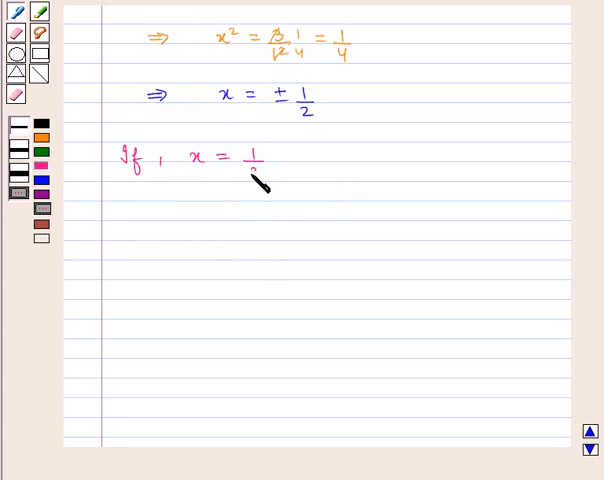 ⇒ x² = 3/12 1/4 = 1/4
⇒ x = ± 1/2
If, x = 1/